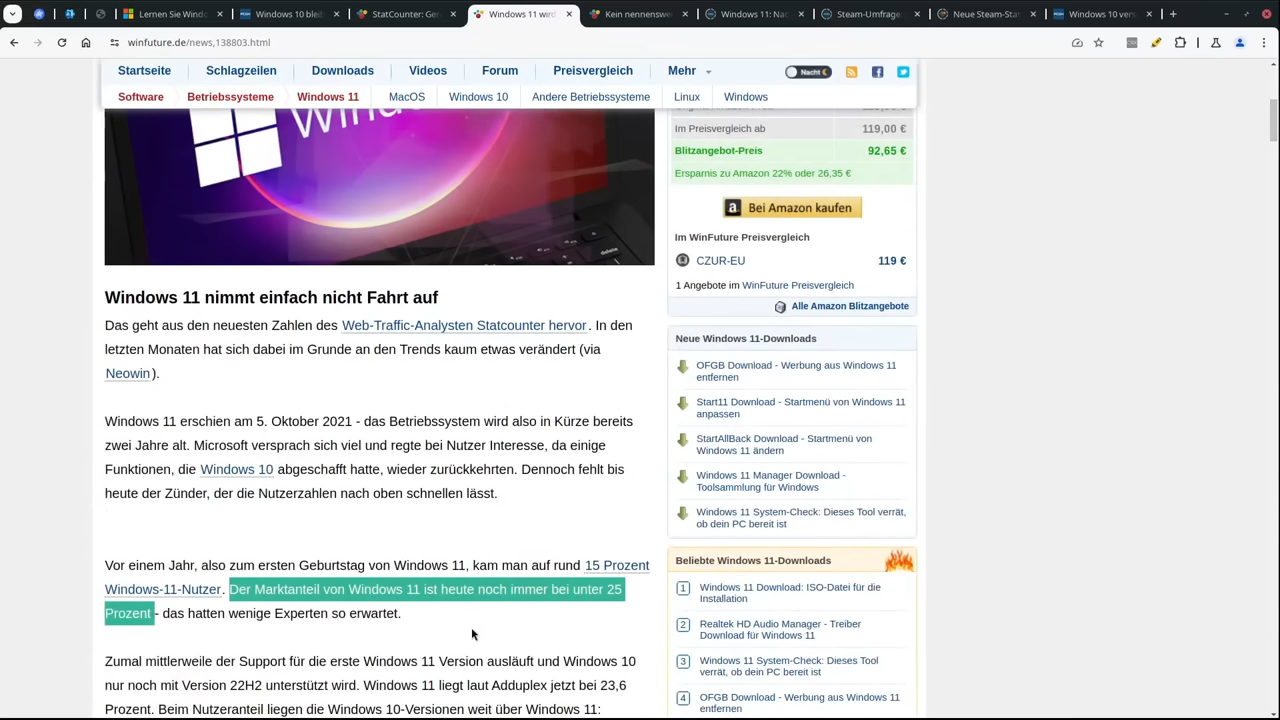 Lernen Sie Windo
Windows 10 blei
StatCounter: Ge
Windows 11 wird
Kein nennensw
Windows 11: Na
Steam-Umfrage:
Neue Steam-Sta
Windows 10 ver
winfuture.de/news,138803.html
Startseite
Schlagzeilen
Downloads
Videos
Forum
Preisvergleich
Mehr
Nacht
Software
Betriebssysteme
Windows 11
MacOS
Windows 10
Andere Betriebssysteme
Linux
Windows
Im Preisvergleich ab 119,00 €
Blitzangebot-Preis 92,65 €
Ersparnis zu Amazon 22% oder 26,35 €
a Bei Amazon kaufen
Im WinFuture Preisvergleich
CZUR-EU 119 €
1 Angebote im WinFuture Preisvergleich
Alle Amazon Blitzangebote
delete
Windows 11 nimmt einfach nicht Fahrt auf
Das geht aus den neuesten Zahlen des Web-Traffic-Analysten Statcounter hervor. In den
letzten Monaten hat sich dabei im Grunde an den Trends kaum etwas verändert (via
Neowin).
Windows 11 erschien am 5. Oktober 2021 - das Betriebssystem wird also in Kürze bereits
zwei Jahre alt. Microsoft versprach sich viel und regte bei Nutzer Interesse, da einige
Funktionen, die Windows 10 abgeschafft hatte, wieder zurückkehrten. Dennoch fehlt bis
heute der Zünder, der die Nutzerzahlen nach oben schnellen lässt.
Vor einem Jahr, also zum ersten Geburtstag von Windows 11, kam man auf rund 15 Prozent
Windows-11-Nutzer. Der Marktanteil von Windows 11 ist heute noch immer bei unter 25
Prozent - das hatten wenige Experten so erwartet.
Zumal mittlerweile der Support für die erste Windows 11 Version ausläuft und Windows 10
nur noch mit Version 22H2 unterstützt wird. Windows 11 liegt laut Adduplex jetzt bei 23,6
Prozent. Beim Nutzeranteil liegen die Windows 10-Versionen weit über Windows 11:
Neue Windows 11-Downloads
OFGB Download - Werbung aus Windows 11
entfernen
Start11 Download - Startmenü von Windows 11
anpassen
StartAllBack Download - Startmenü von
Windows 11 ändern
Windows 11 Manager Download -
Toolsammlung für Windows
Windows 11 System-Check: Dieses Tool verrät,
ob dein PC bereit ist
Beliebte Windows 11-Downloads
1 Windows 11 Download: ISO-Datei für die
Installation
2 Realtek HD Audio Manager - Treiber
Download für Windows 11
3 Windows 11 System-Check: Dieses Tool
verrät, ob dein PC bereit ist
4 OFGB Download - Werbung aus Windows 11
entfernen